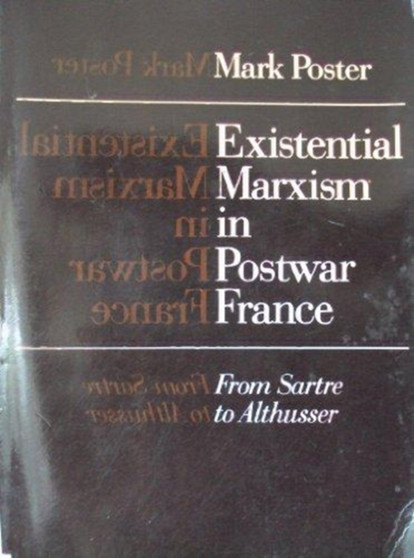 Mark Poster
Existential
Marxism
in
Postwar
France
From Sartre
to Althusser